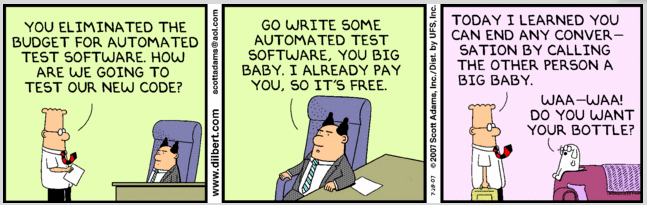 YOU ELIMINATED THE
BUDGET FOR AUTOMATED
TEST SOFTWARE. HOW
ARE WE GOING TO
TEST OUR NEW CODE?
scottadams@aol.com
www.dilbert.com
GO WRITE SOME
AUTOMATED TEST
SOFTWARE, YOU BIG
BABY. I ALREADY PAY
YOU, SO IT'S FREE.
7-18-07 © 2007 Scott Adams, Inc./Dist. by UFS, Inc.
TODAY I LEARNED YOU
CAN END ANY CONVER-
SATION BY CALLING
THE OTHER PERSON A
BIG BABY.
WAA-WAA!
DO YOU WANT
YOUR BOTTLE?